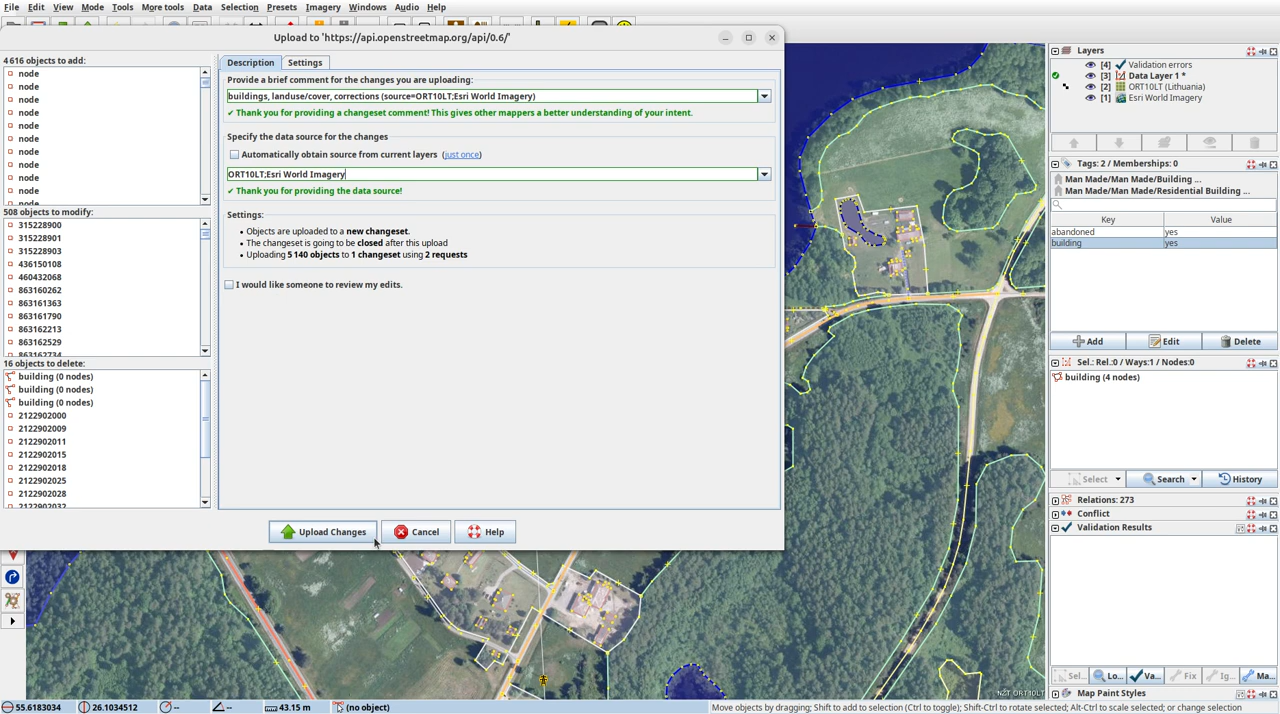 File Edit View Mode Tools More tools Data Selection Presets Imagery Windows Audio Help
Upload to 'https://api.openstreetmap.org/api/0.6/'
4 616 objects to add:
node
node
node
node
node
node
node
node
node
node
508 objects to modify:
315228900
315228901
315228903
436150108
460432068
863160262
863161363
863161790
863162213
863162529
863162734
16 objects to delete:
building (0 nodes)
building (0 nodes)
building (0 nodes)
2122902000
2122902009
2122902011
2122902015
2122902018
2122902025
2122902028
2122902032
Description Settings
Provide a brief comment for the changes you are uploading:
buildings, landuse/cover, corrections (source=ORT10LT;Esri World Imagery)
✔ Thank you for providing a changeset comment! This gives other mappers a better understanding of your intent.
Specify the data source for the changes
Automatically obtain source from current layers (just once)
ORT10LT;Esri World Imagery
✔ Thank you for providing the data source!
Settings:
• Objects are uploaded to a new changeset.
• The changeset is going to be closed after this upload
• Uploading 5 140 objects to 1 changeset using 2 requests
I would like someone to review my edits.
Upload Changes Cancel Help
Layers
[4] Validation errors
[3] Data Layer 1 *
[2] ORT10LT (Lithuania)
[1] Esri World Imagery
Tags: 2 / Memberships: 0
Man Made/Man Made/Building ...
Man Made/Man Made/Residential Building ...
Key Value
abandoned yes
building yes
Add Edit Delete
Sel.: Rel.:0 / Ways:1 / Nodes:0
building (4 nodes)
Select Search History
Relations: 273
Conflict
Validation Results
Sel... Lo... Va... Fix Ig... Ma...
Map Paint Styles
NŽT ORT10LT
55.6183034 26.1034512 -- -- 43.15 m (no object) Move objects by dragging; Shift to add to selection (Ctrl to toggle); Shift-Ctrl to rotate selected; Alt-Ctrl to scale selected; or change selection